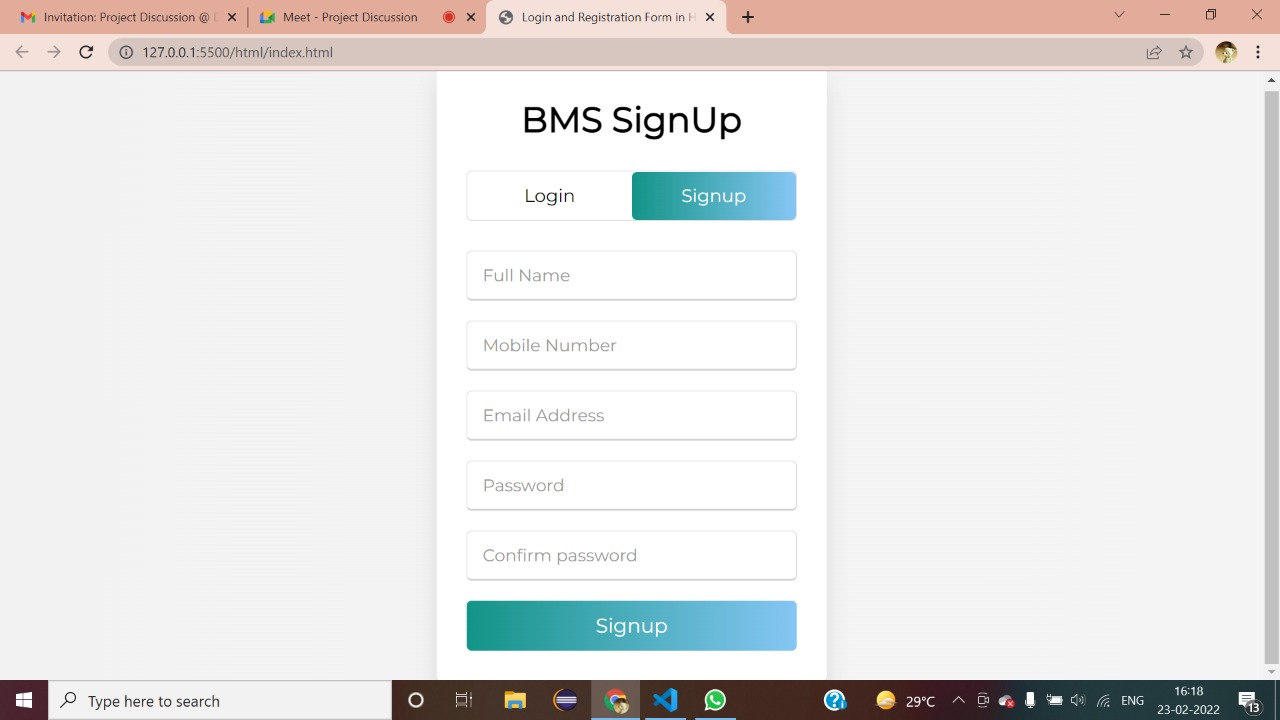 Invitation: Project Discussion @ D
Meet - Project Discussion
Login and Registration Form in H
127.0.0.1:5500/html/index.html
BMS SignUp
Login
Signup
Full Name
Mobile Number
Email Address
Password
Confirm password
Signup
Type here to search
29°C
ENG
16:18
23-02-2022
13